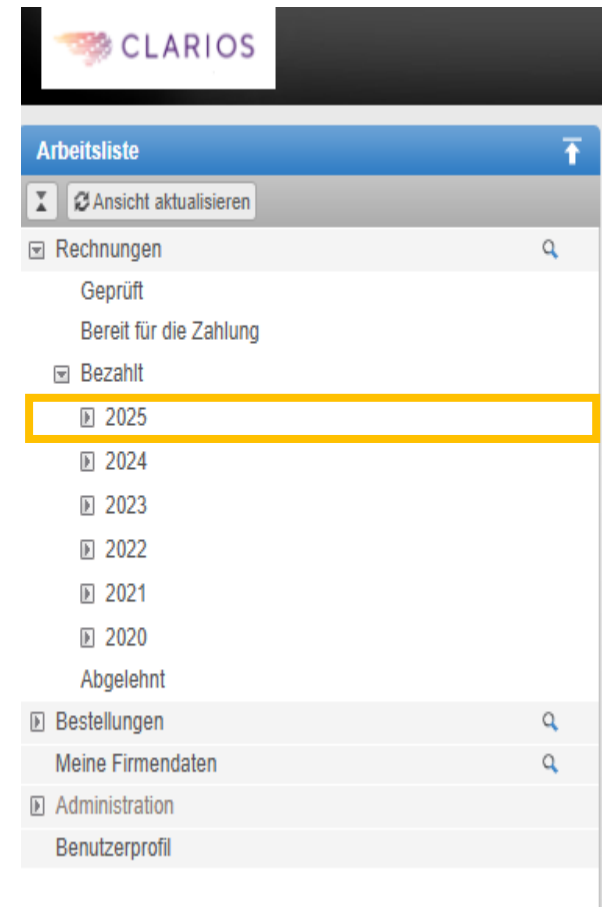 CLARIOS
Arbeitsliste
Ansicht aktualisieren
Rechnungen
Geprüft
Bereit für die Zahlung
Bezahlt
2025
2024
2023
2022
2021
2020
Abgelehnt
Bestellungen
Meine Firmendaten
Administration
Benutzerprofil